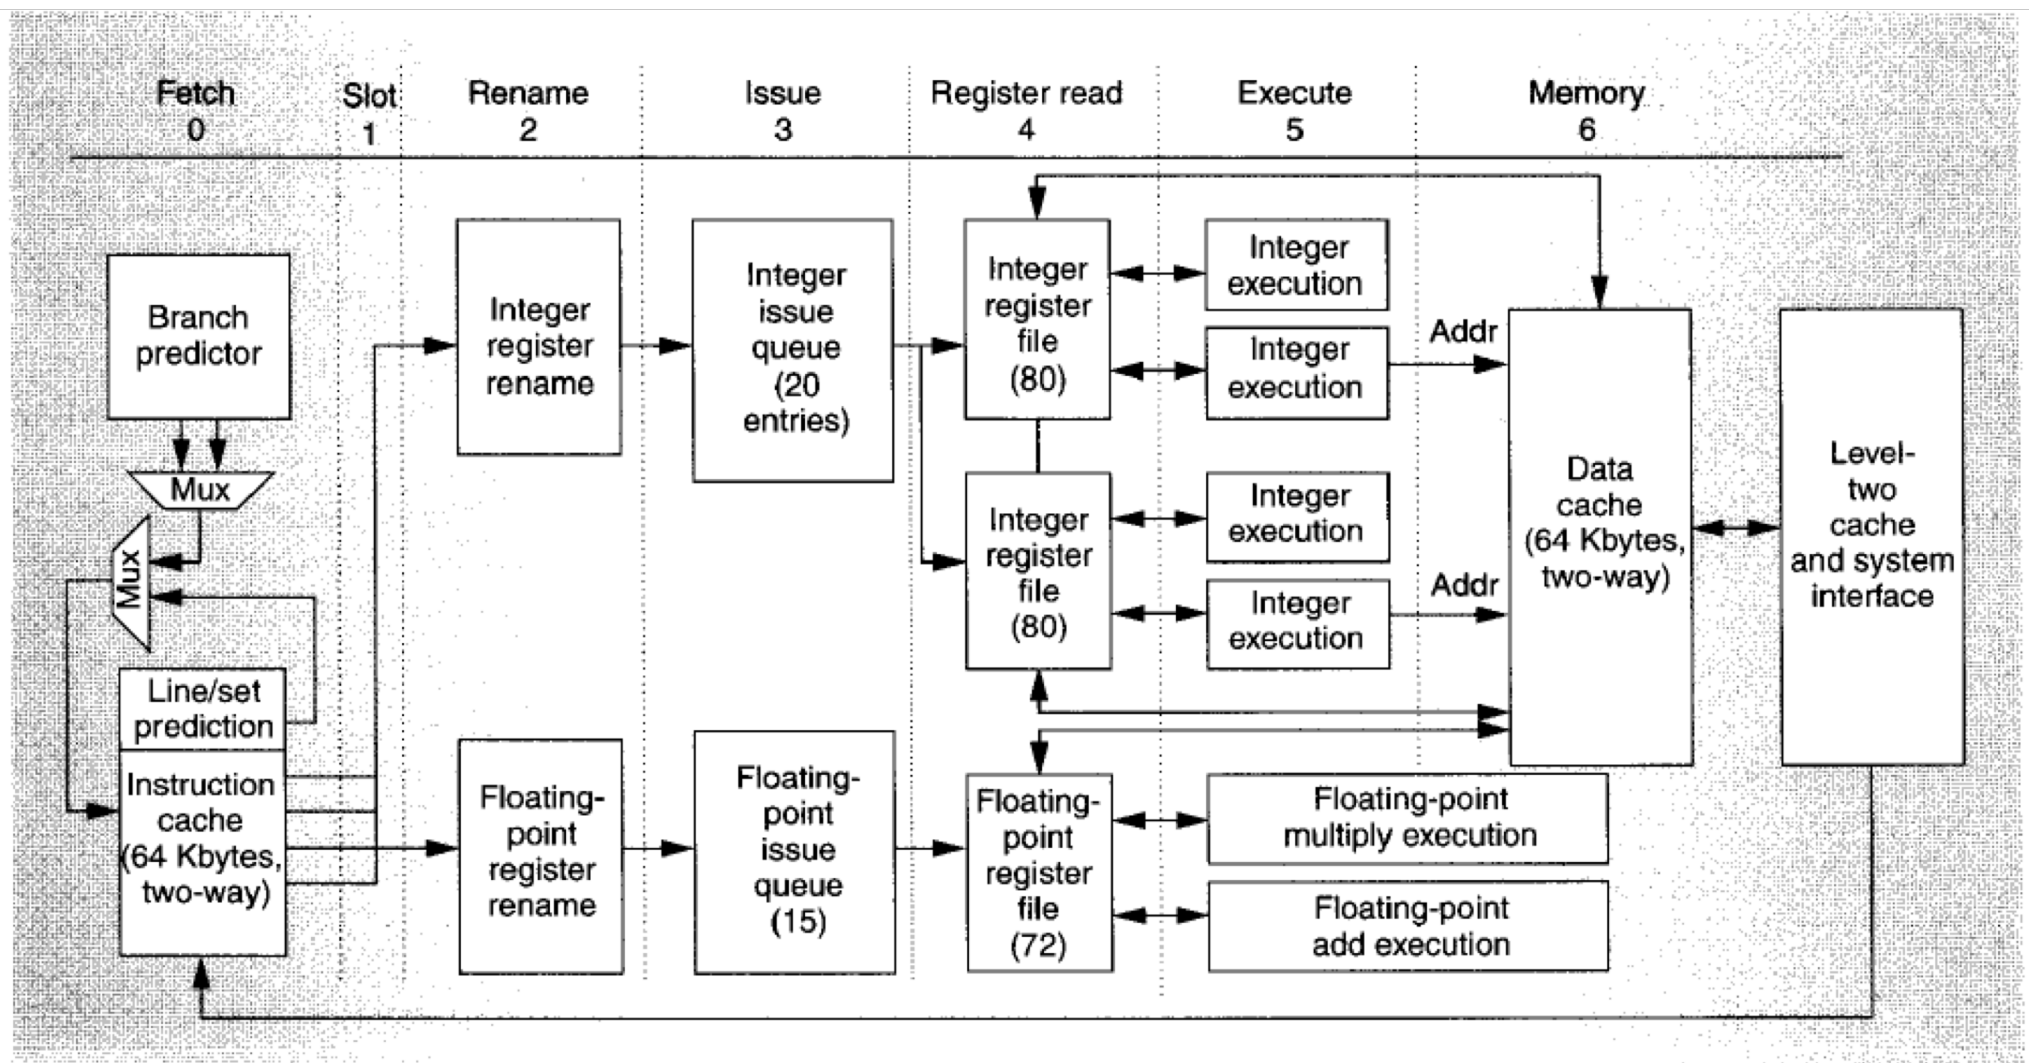 Fetch
0
Slot
1
Rename
2
Issue
3
Register read
4
Execute
5
Memory
6
Branch
predictor
Mux
Mux
Line/set
prediction
Instruction
cache
(64 Kbytes,
two-way)
Integer
register
rename
Floating-
point
register
rename
Integer
issue
queue
(20
entries)
Floating-
point
issue
queue
(15)
Integer
register
file
(80)
Integer
register
file
(80)
Floating-
point
register
file
(72)
Integer
execution
Integer
execution
Integer
execution
Integer
execution
Floating-point
multiply execution
Floating-point
add execution
Addr
Addr
Data
cache
(64 Kbytes,
two-way)
Level-
two
cache
and system
interface